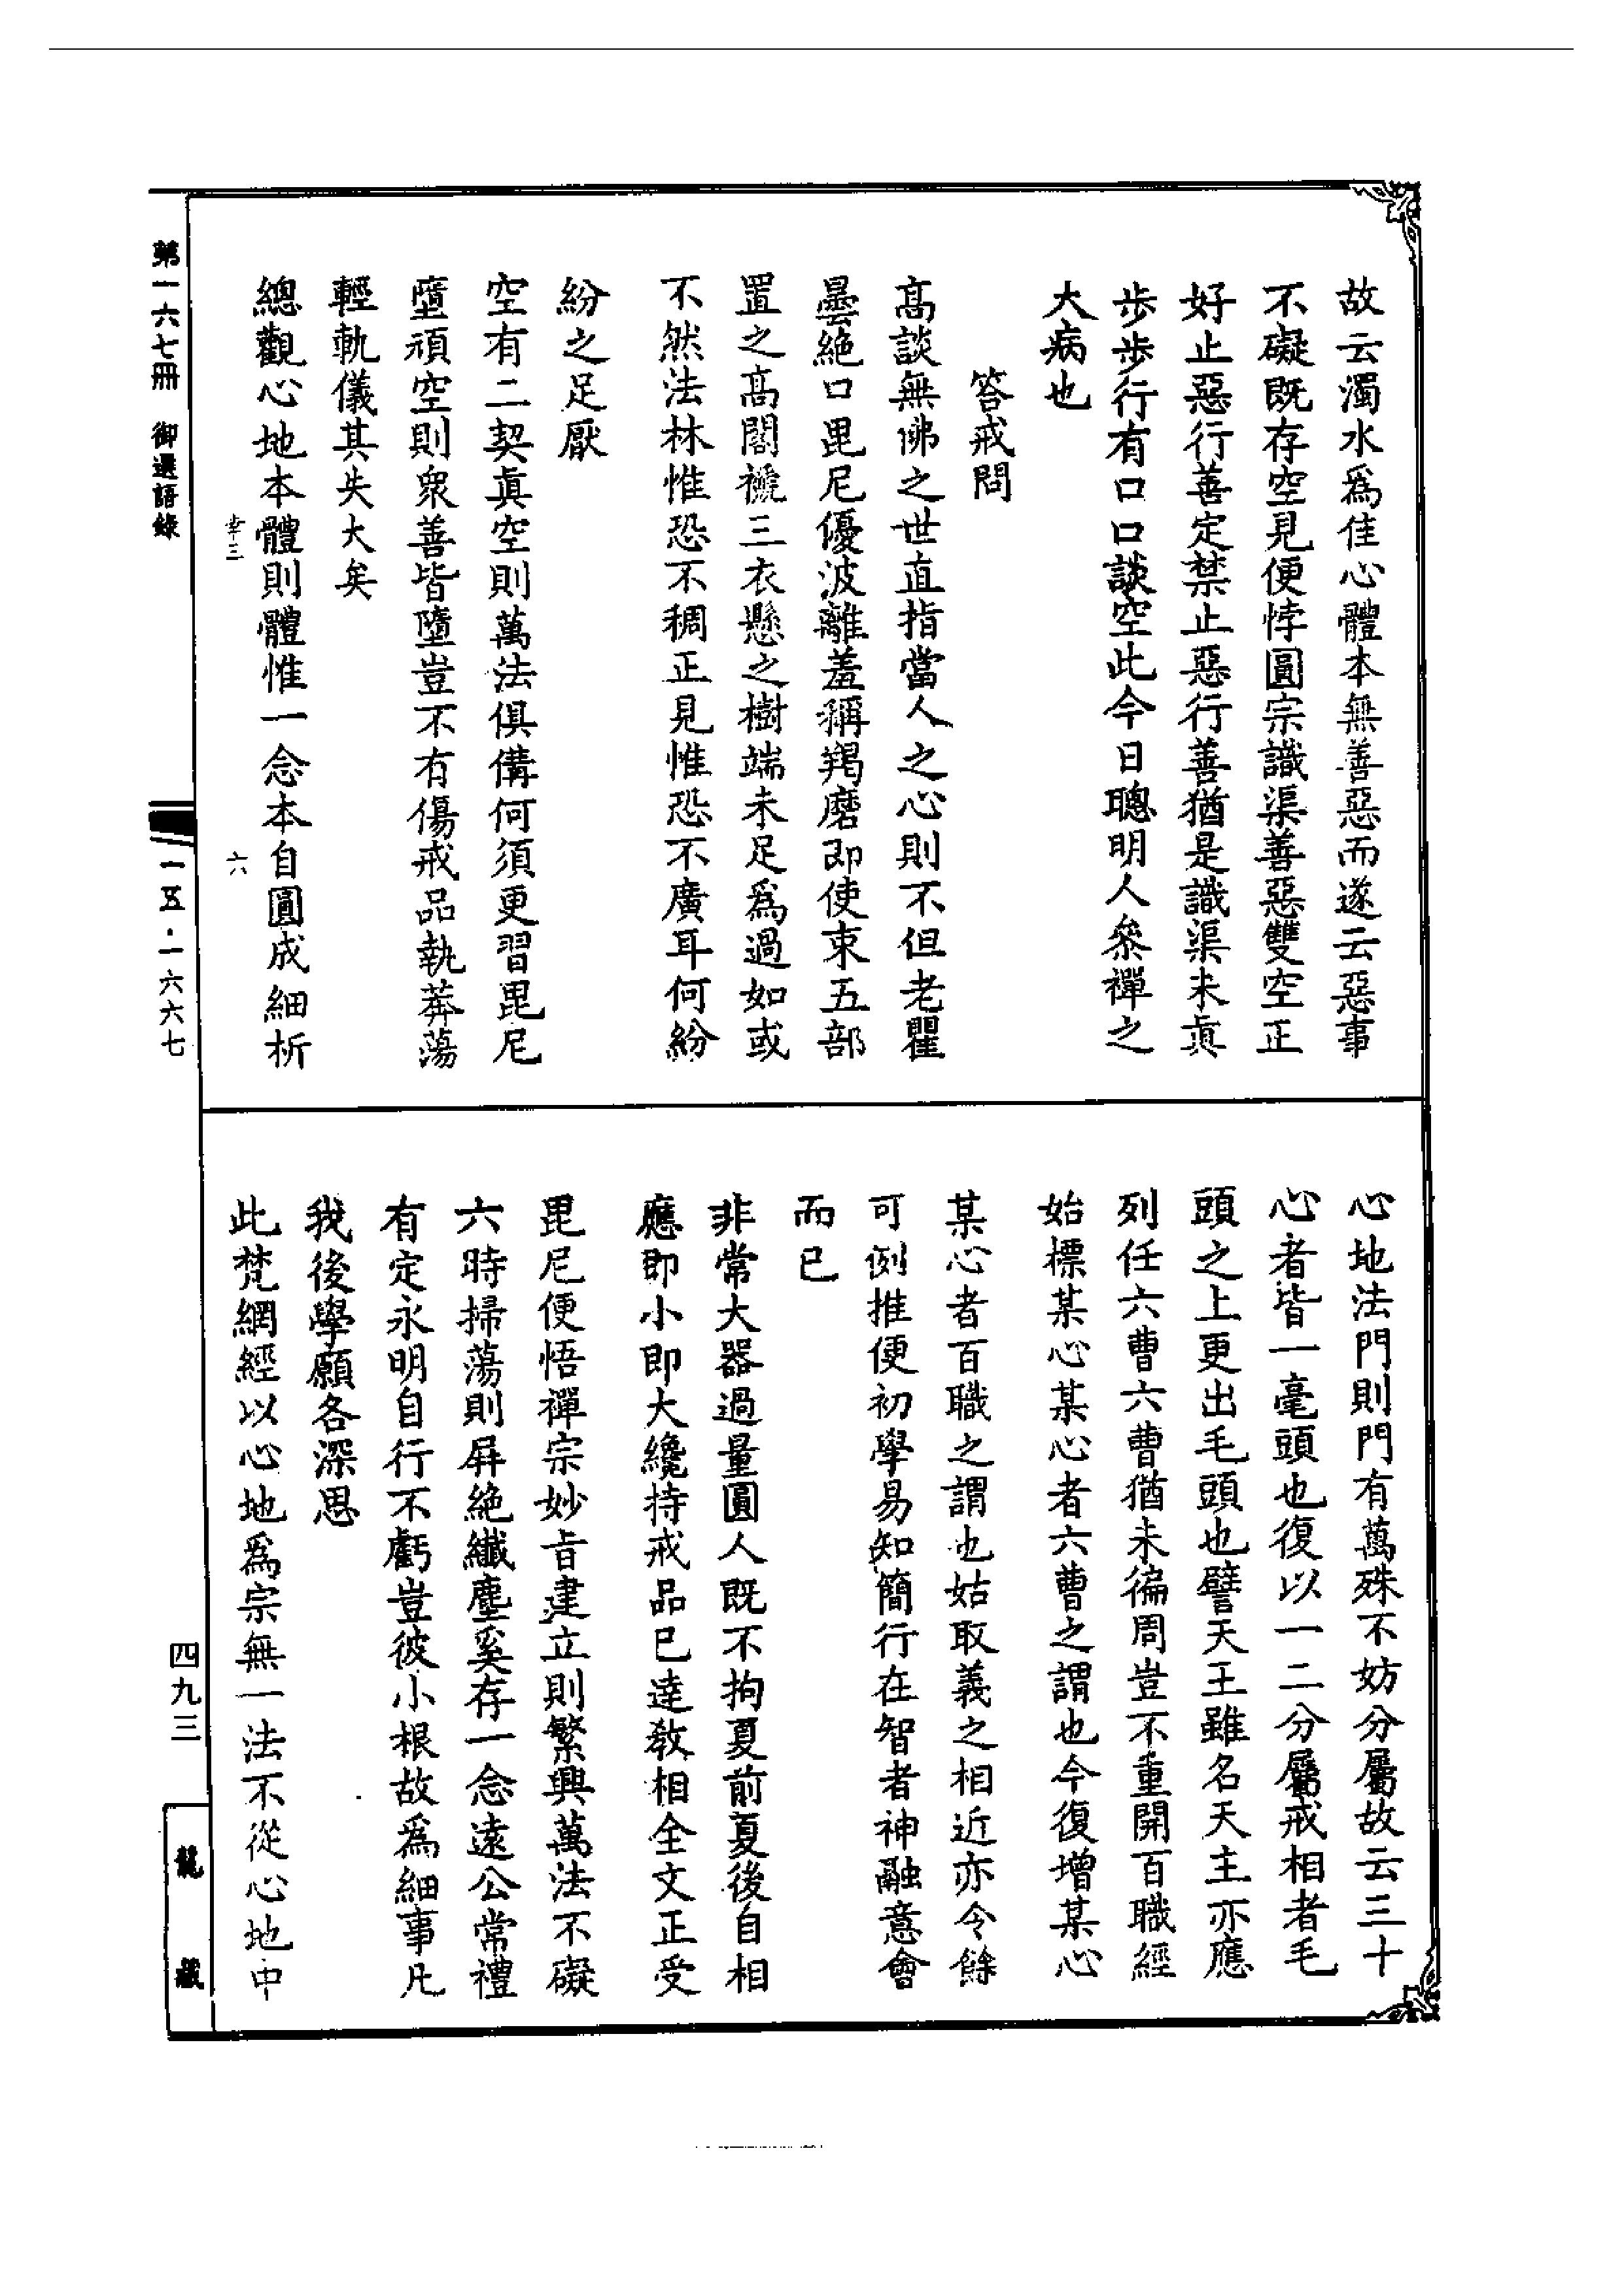 故云濁水爲佳心體本無善惡而遂云惡事
不礙既存空見便悖圓宗識渠善惡雙空正
好止惡行善定禁止惡行善猶是識渠未眞
步步行有口口談空此今日聰明人叅禪之
大病也
答戒問
高談無佛之世直指當人之心則不但老瞿
曇絶口毘尼優波離羞稱羯磨即使束五部
置之高閣襪三衣懸之樹端未足爲過如或
不然法林惟恐不稠正見惟恐不廣耳何紛
紛之足厭
空有二契眞空則萬法俱備何須更習毘尼
墮頑空則衆善皆墮豈不有傷戒品執莽蕩
輕軌儀其失大矣
總觀心地本體則體惟一念本自圓成細析
心地法門則門有萬殊不妨分屬故云三十
心者皆一毫頭也復以一二分屬戒相者毛
頭之上更出毛頭也譬天王雖名天主亦應
列任六曹六曹猶未徧周豈不重開百職經
始標某心某心者六曹之謂也今復增某心
某心者百職之謂也姑取義之相近亦令餘
可例推便初學易知簡行在智者神融意會
而已
非常大器過量圓人既不拘夏前夏後自相
應即小即大纔持戒品已達敎相全文正受
毘尼便悟禪宗妙旨建立則繁興萬法不礙
六時掃蕩則屏絶纖塵奚存一念遠公常禮
有定永明自行不虧豈彼小根故爲細事凡
我後學願各深思
此梵網經以心地爲宗無一法不從心地中
第一六七冊 御選語錄
一五·一六六七
四九三
龍藏
六